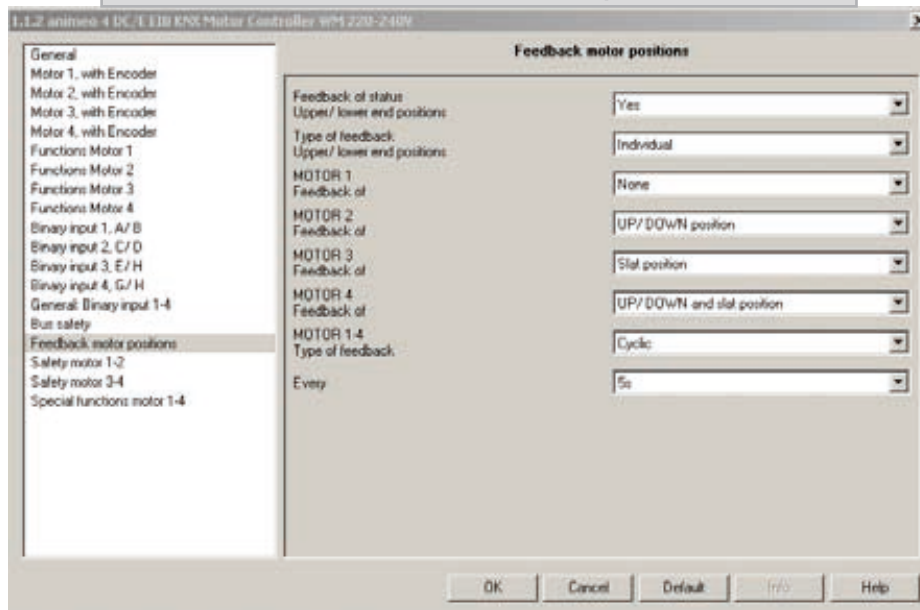 1.1.2 animeo 4 DC/E EIB KNX Motor Controller WM 220-240V
General
Motor 1, with Encoder
Motor 2, with Encoder
Motor 3, with Encoder
Motor 4, with Encoder
Functions Motor 1
Functions Motor 2
Functions Motor 3
Functions Motor 4
Binary input 1, A/ B
Binary input 2, C/ D
Binary input 3, E/ H
Binary input 4, G/ H
General: Binary input 1-4
Bus safety
Feedback motor positions
Safety motor 1-2
Safety motor 3-4
Special functions motor 1-4
Feedback motor positions
Feedback of status
Upper/ lower end positions
Yes
Type of feedback
Upper/ lower end positions
Individual
MOTOR 1
Feedback of
None
MOTOR 2
Feedback of
UP/ DOWN position
MOTOR 3
Feedback of
Slat position
MOTOR 4
Feedback of
UP/ DOWN and slat position
MOTOR 1-4
Type of feedback
Cyclic
Every
5s
OK
Cancel
Default
Info
Help